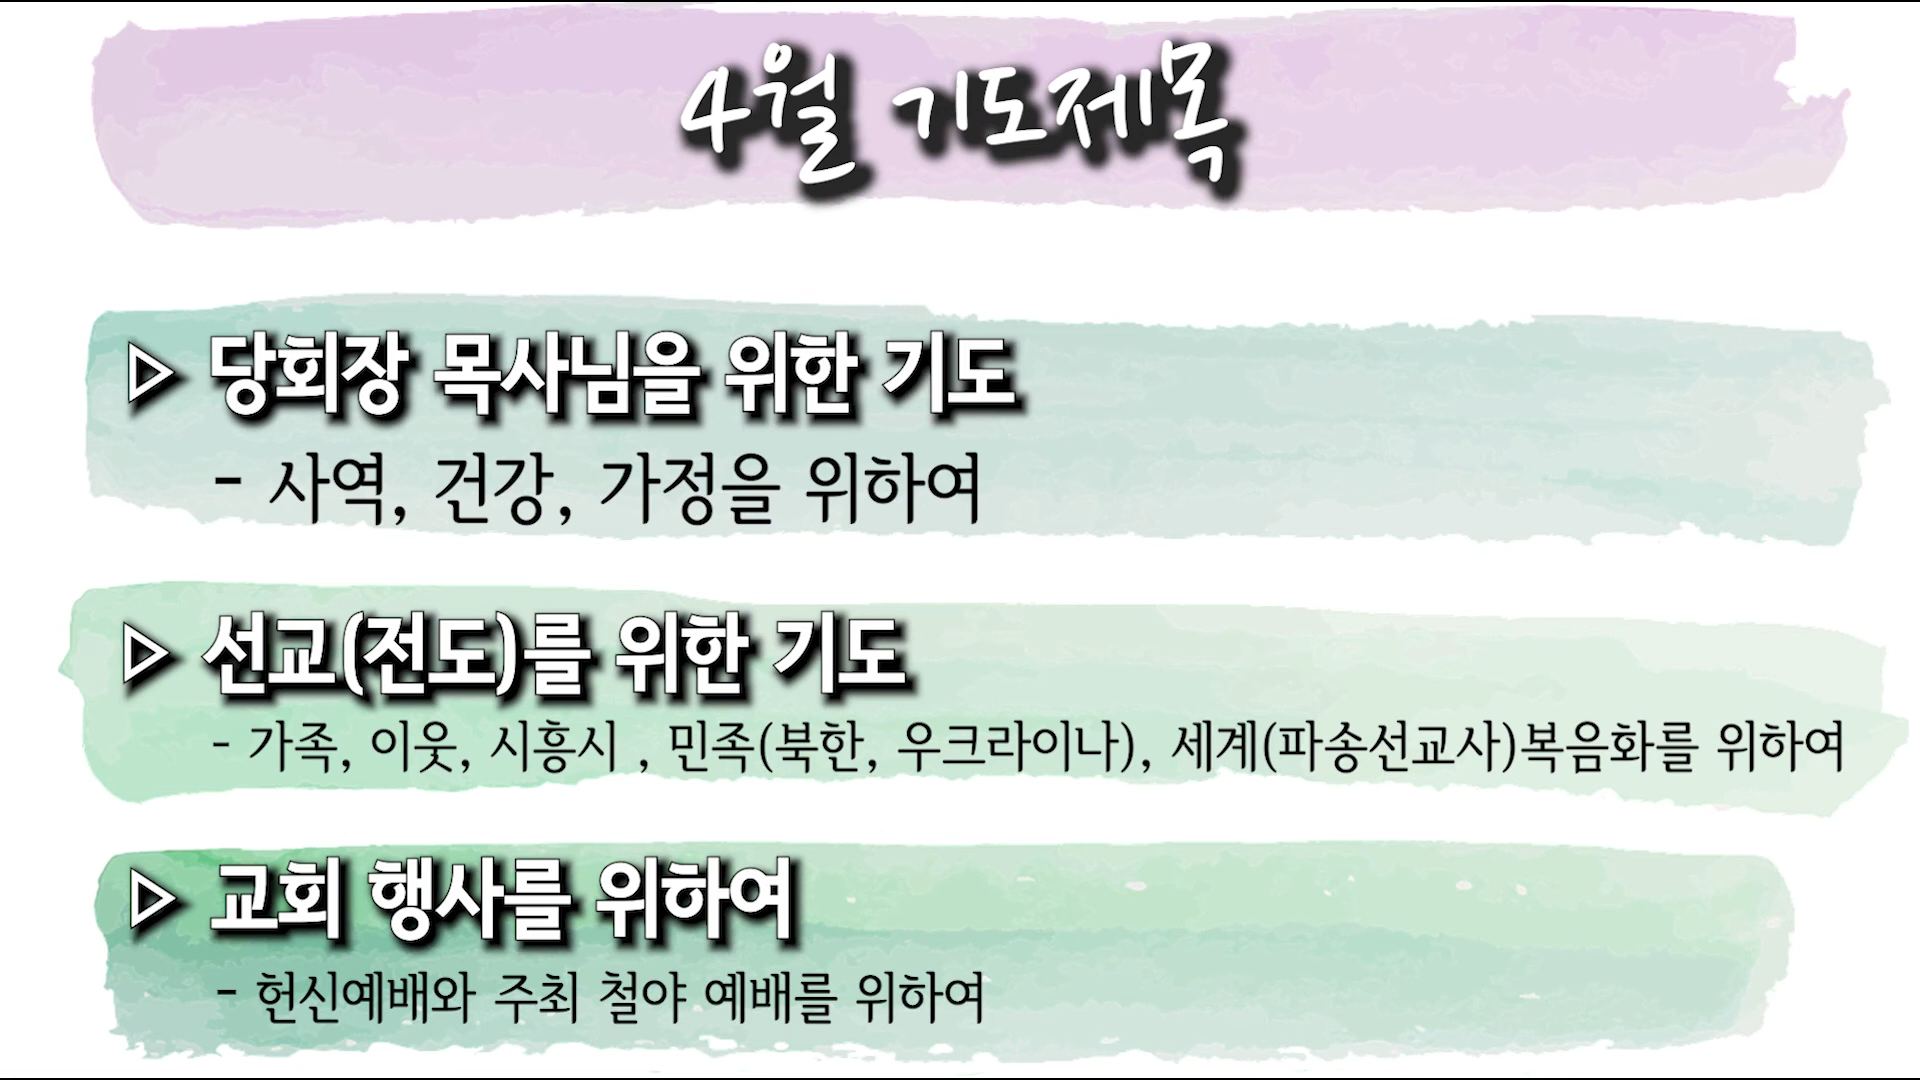 4월 기도제목
▷ 당회장 목사님을 위한 기도
- 사역, 건강, 가정을 위하여
▷ 선교(전도)를 위한 기도
- 가족, 이웃, 시흥시 , 민족(북한, 우크라이나), 세계(파송선교사)복음화를 위하여
▷ 교회 행사를 위하여
- 헌신예배와 주최 철야 예배를 위하여